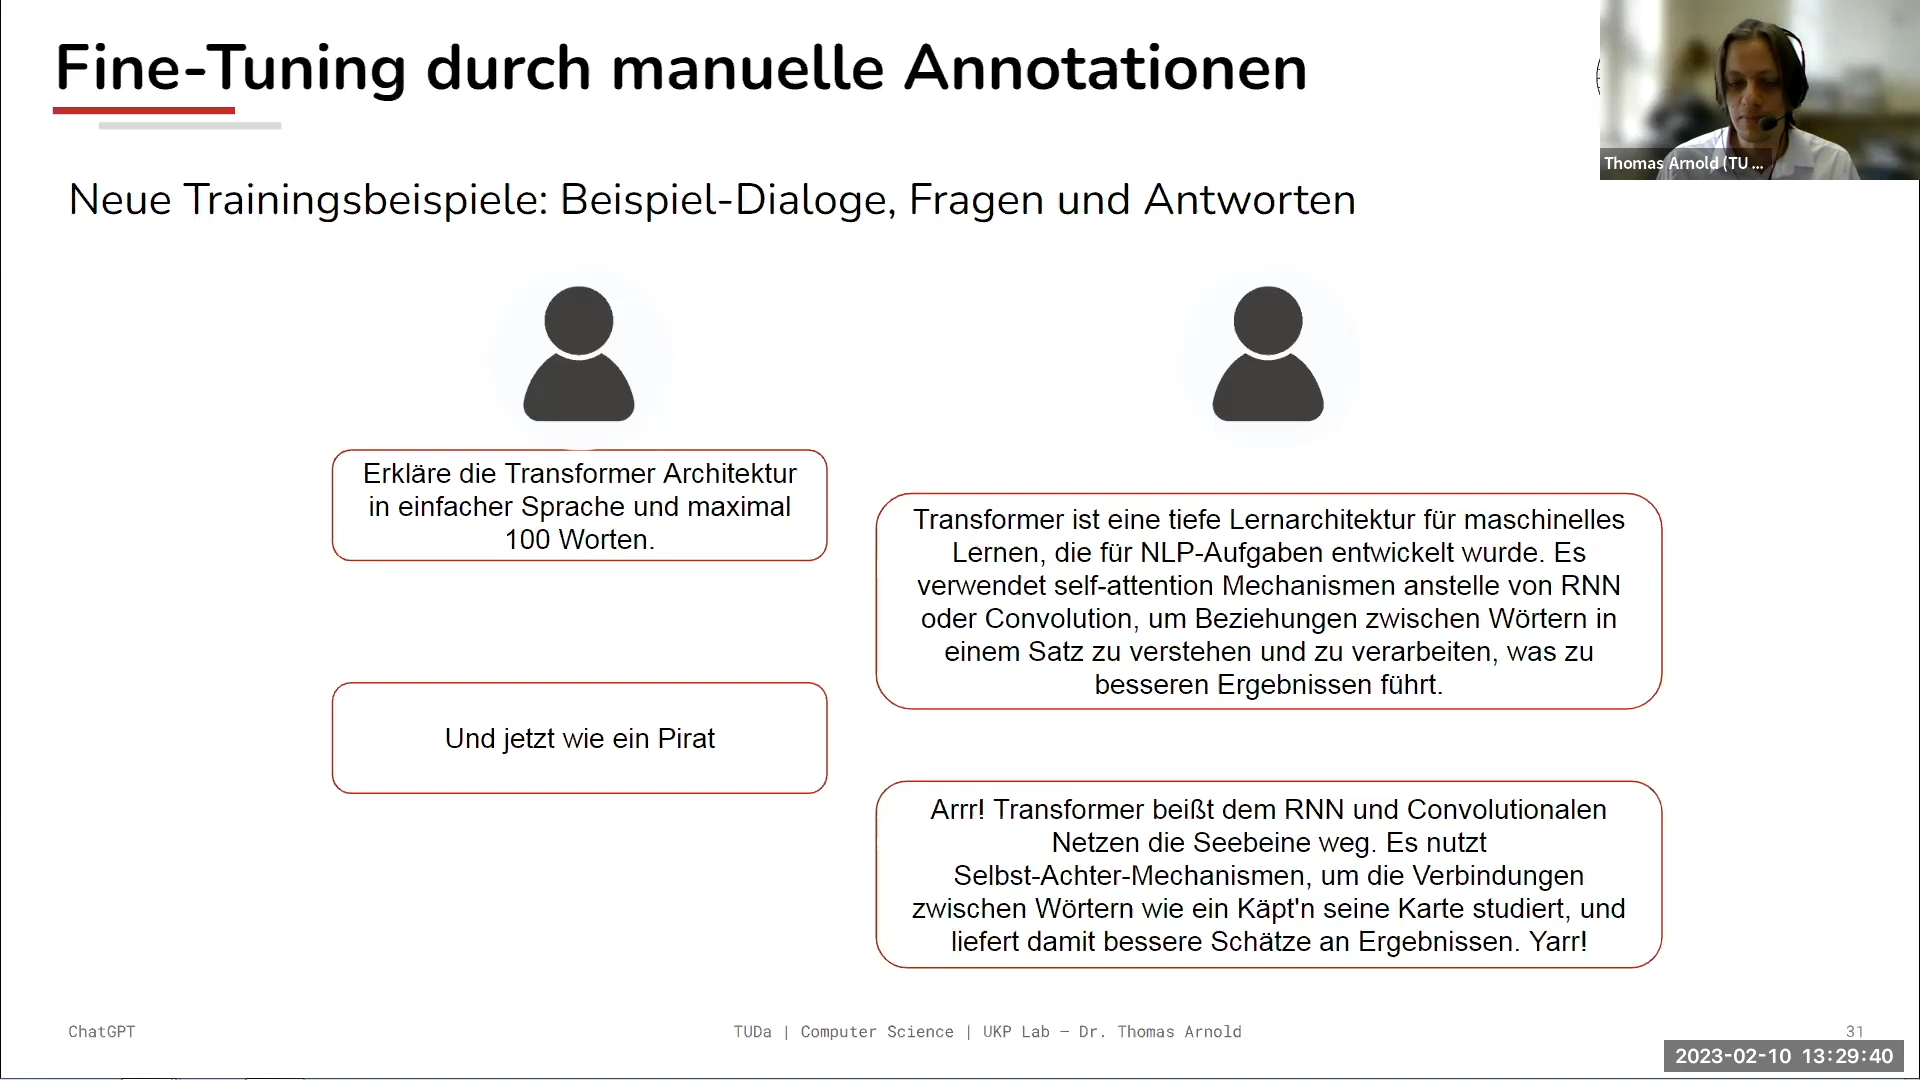 Fine-Tuning durch manuelle Annotationen
Thomas Arnold (TU ...
Neue Trainingsbeispiele: Beispiel-Dialoge, Fragen und Antworten
Erkläre die Transformer Architektur
in einfacher Sprache und maximal
100 Worten.
Transformer ist eine tiefe Lernarchitektur für maschinelles
Lernen, die für NLP-Aufgaben entwickelt wurde. Es
verwendet self-attention Mechanismen anstelle von RNN
oder Convolution, um Beziehungen zwischen Wörtern in
einem Satz zu verstehen und zu verarbeiten, was zu
besseren Ergebnissen führt.
Und jetzt wie ein Pirat
Arrr! Transformer beißt dem RNN und Convolutionalen
Netzen die Seebeine weg. Es nutzt
Selbst-Achter-Mechanismen, um die Verbindungen
zwischen Wörtern wie ein Käpt'n seine Karte studiert, und
liefert damit bessere Schätze an Ergebnissen. Yarr!
ChatGPT
TUDa | Computer Science | UKP Lab – Dr. Thomas Arnold
31
2023-02-10 13:29:40